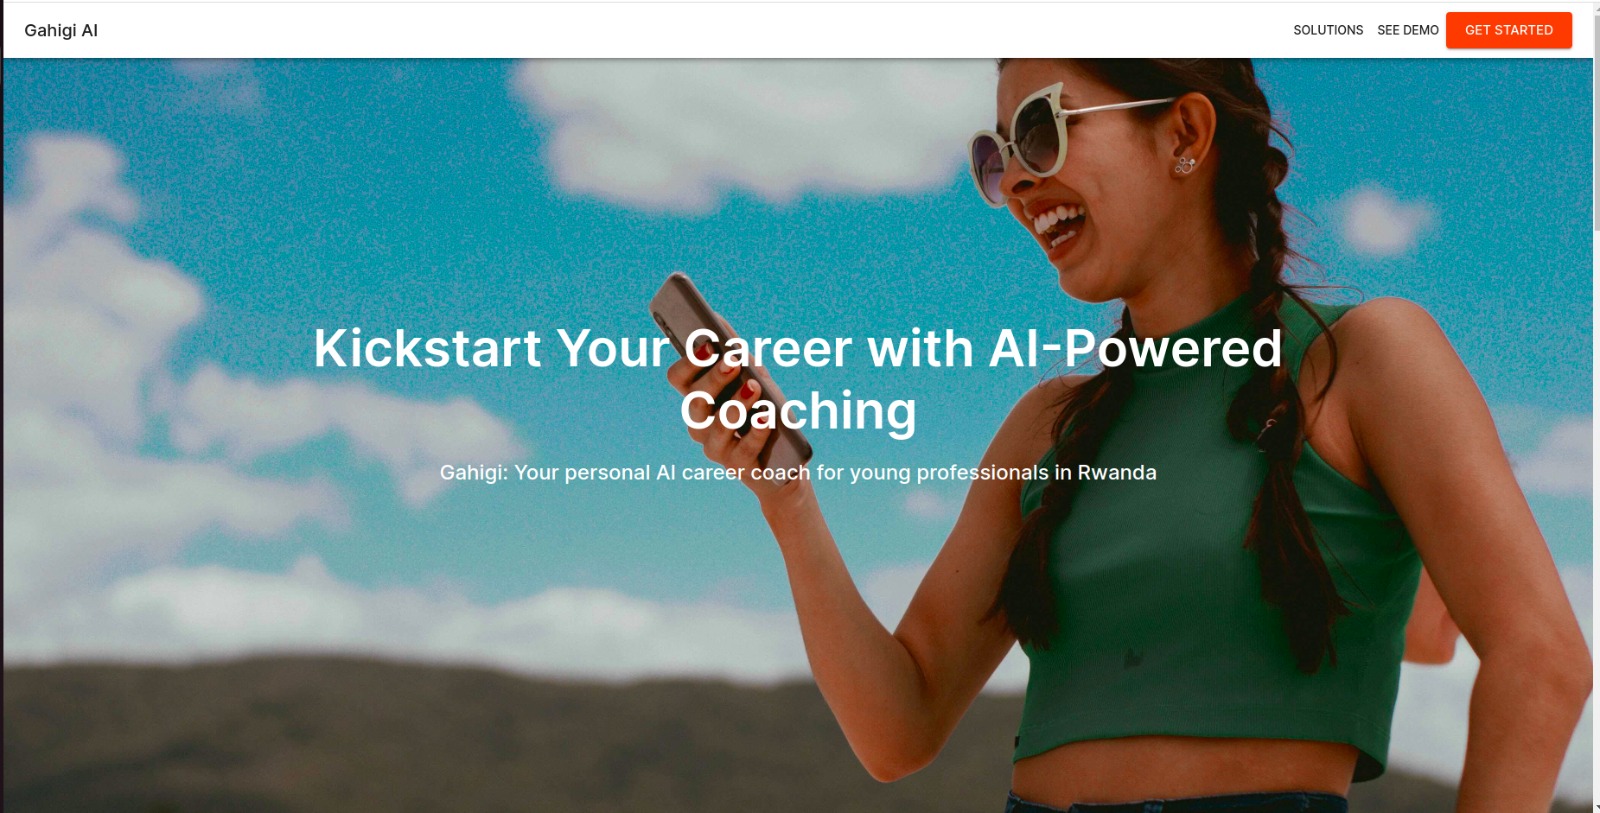 Gahigi AI
SOLUTIONS
SEE DEMO
GET STARTED
Kickstart Your Career with AI-Powered
Coaching
Gahigi: Your personal AI career coach for young professionals in Rwanda